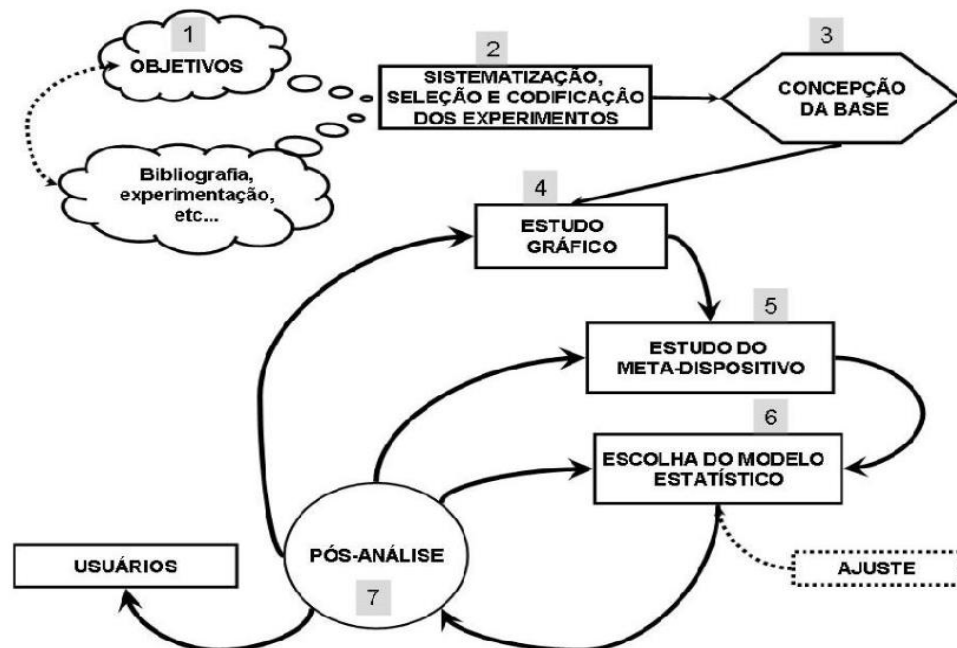 1
OBJETIVOS
Bibliografia,
experimentação,
etc...
2
SISTEMATIZAÇÃO,
SELEÇÃO E CODIFICAÇÃO
DOS EXPERIMENTOS
3
CONCEPÇÃO
DA BASE
4
ESTUDO
GRÁFICO
5
ESTUDO DO
META-DISPOSITIVO
6
ESCOLHA DO MODELO
ESTATÍSTICO
AJUSTE
PÓS-ANÁLISE
7
USUÁRIOS